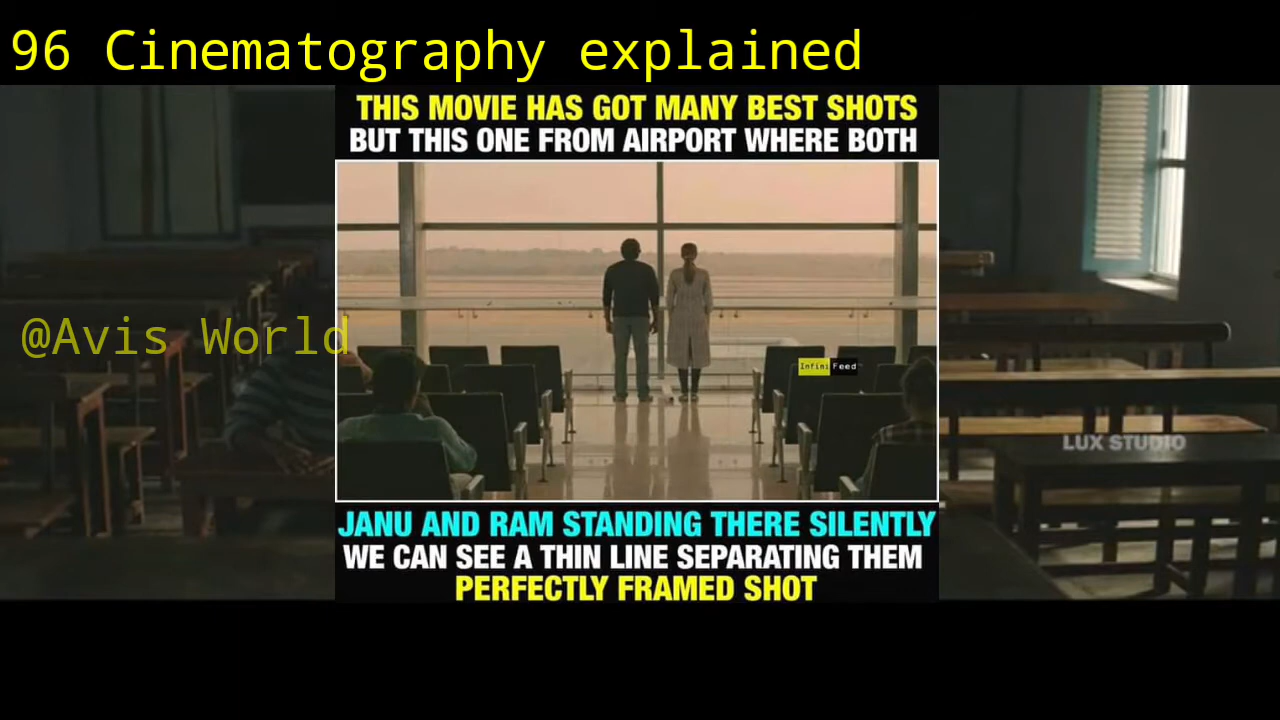 96 Cinematography explained
THIS MOVIE HAS GOT MANY BEST SHOTS
BUT THIS ONE FROM AIRPORT WHERE BOTH
@Avis World
Infini Feed
LUX STUDIO
JANU AND RAM STANDING THERE SILENTLY
WE CAN SEE A THIN LINE SEPARATING THEM
PERFECTLY FRAMED SHOT